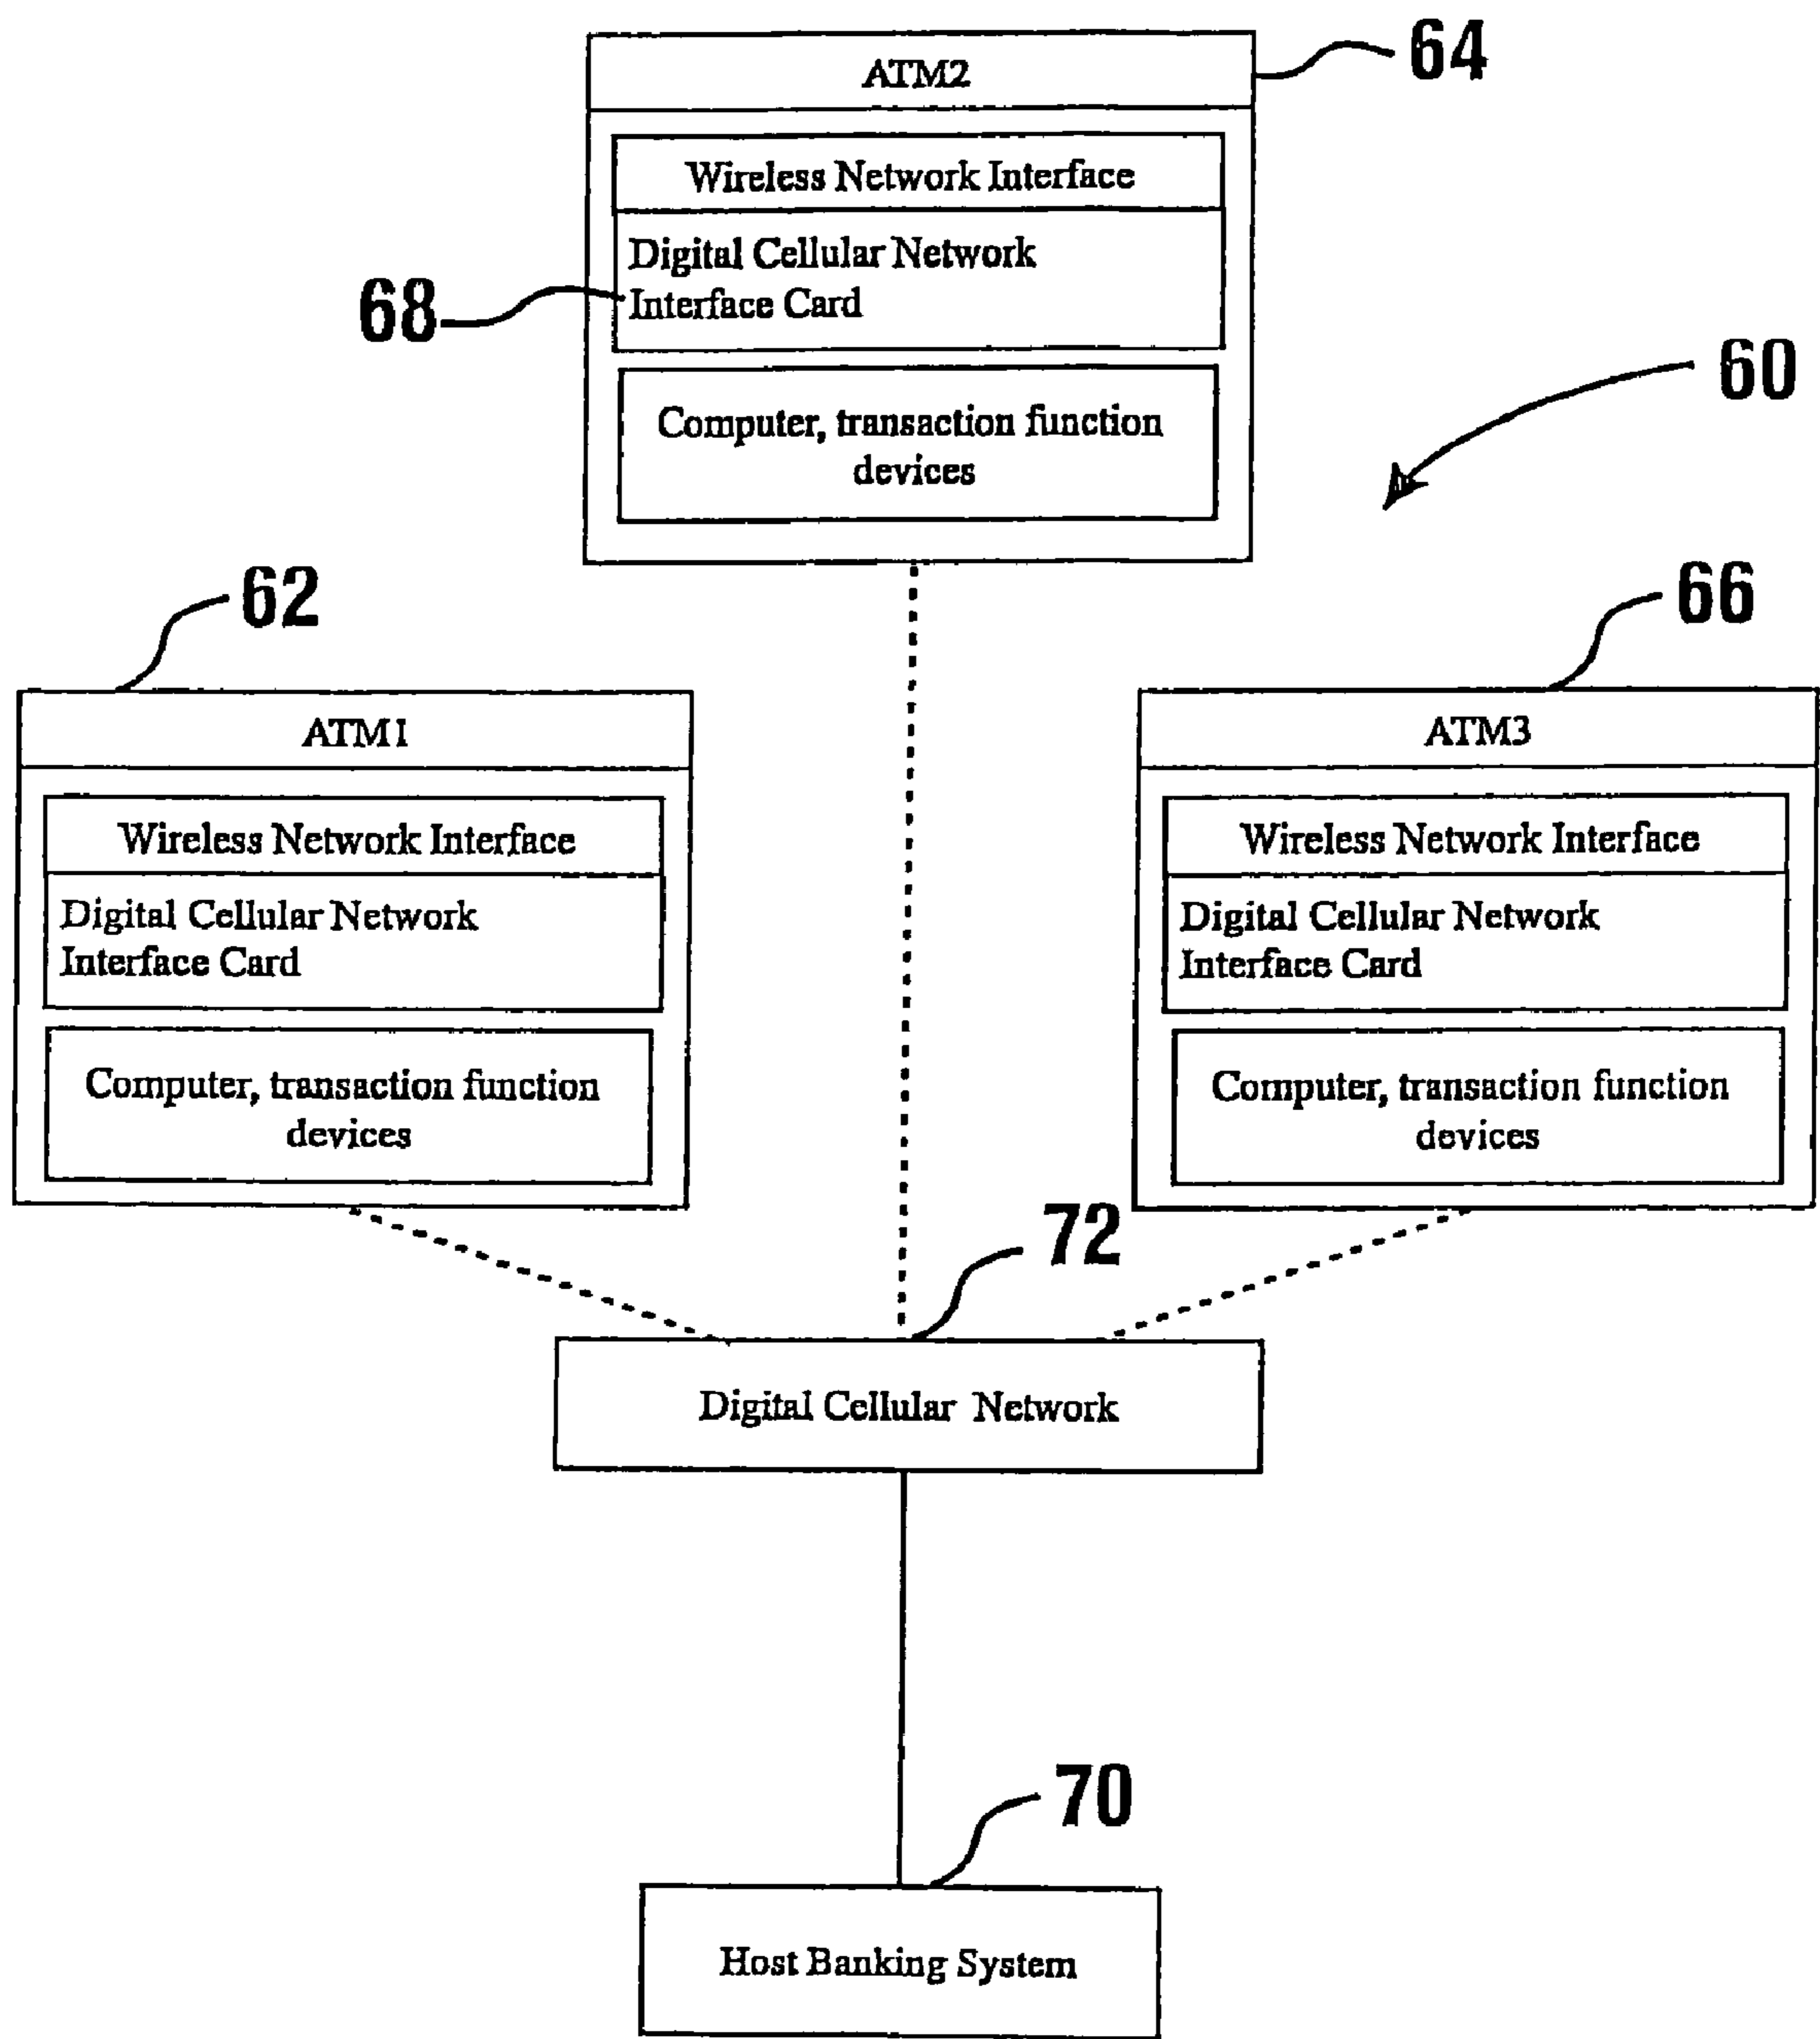 64
ATM2
Wireless Network Interface
Digital Cellular Network
Interface Card
68
Computer, transaction function
devices
60
62
ATM1
Wireless Network Interface
Digital Cellular Network
Interface Card
Computer, transaction function
devices
66
ATM3
Wireless Network Interface
Digital Cellular Network
Interface Card
Computer, transaction function
devices
72
Digital Cellular Network
70
Host Banking System